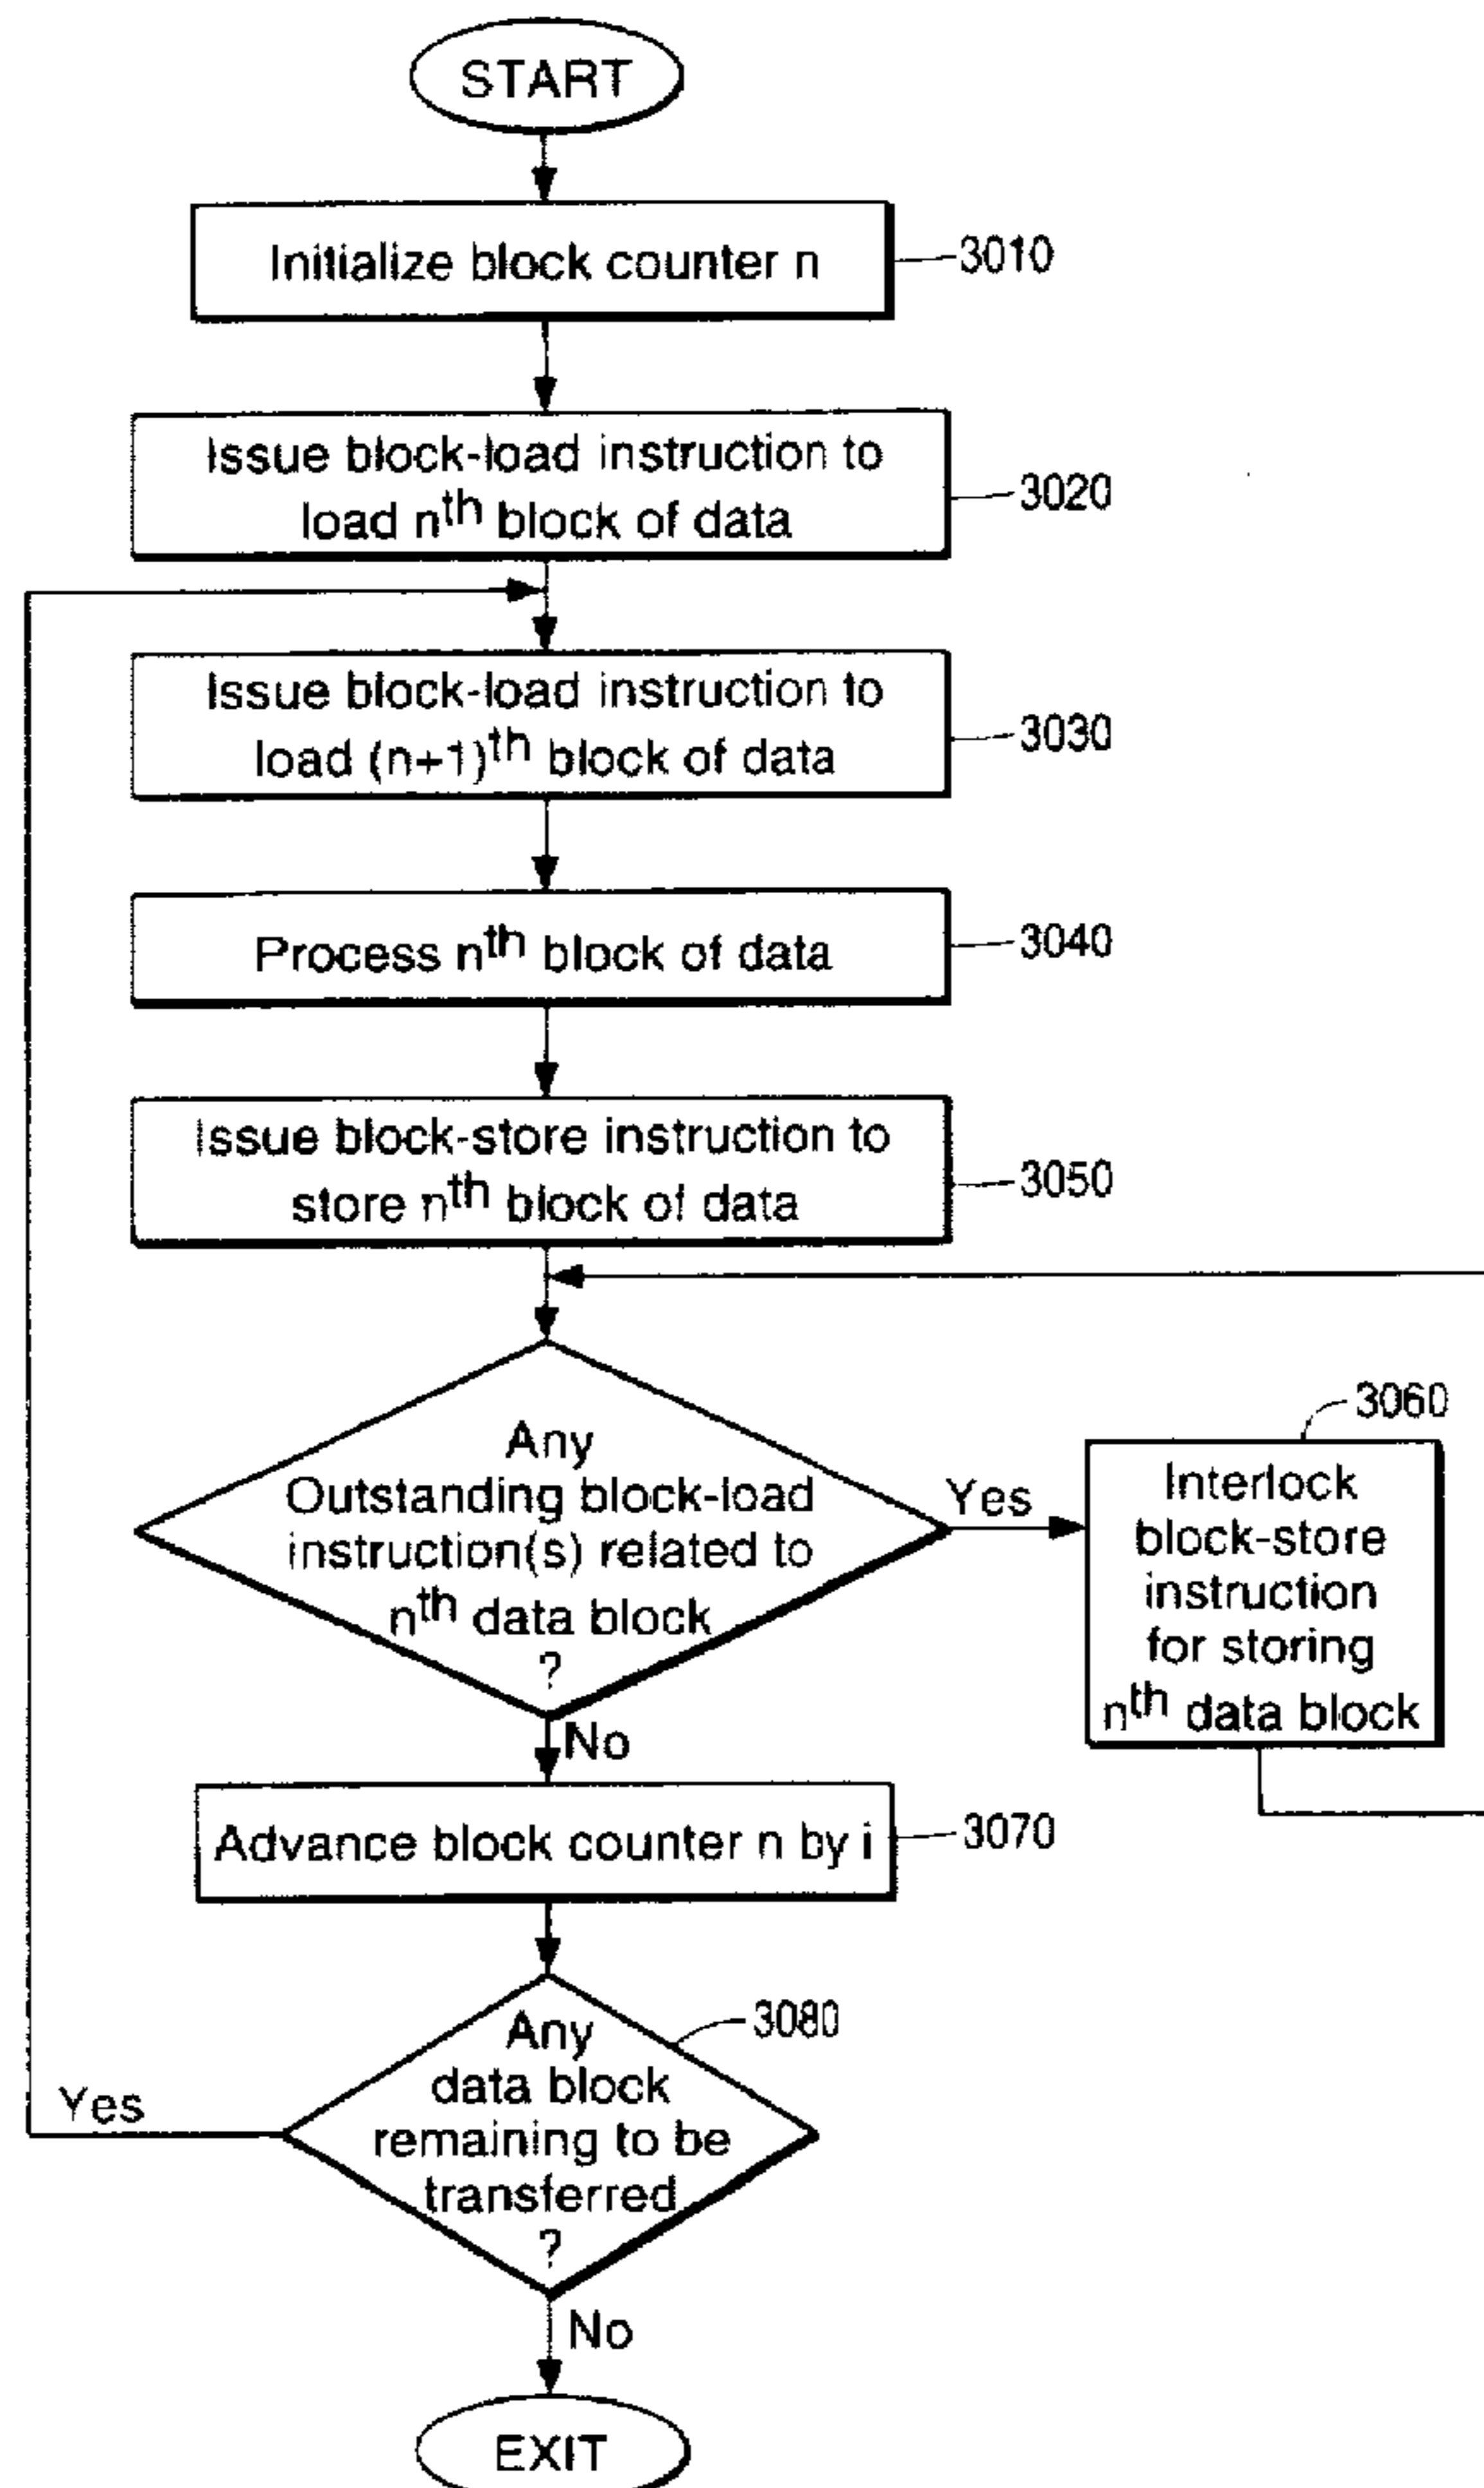 START
Initialize block counter n
3010
Issue block-load instruction to
load nth block of data
3020
Issue block-load instruction to
load (n+1)th block of data
3030
Process nth block of data
3040
Issue block-store instruction to
store nth block of data
3050
Any
Outstanding block-load
instruction(s) related to
nth data block
?
Yes
3060
Interlock
block-store
instruction
for storing
nth data block
No
Advance block counter n by i
3070
Any
data block
remaining to be
transferred
?
3080
Yes
No
EXIT